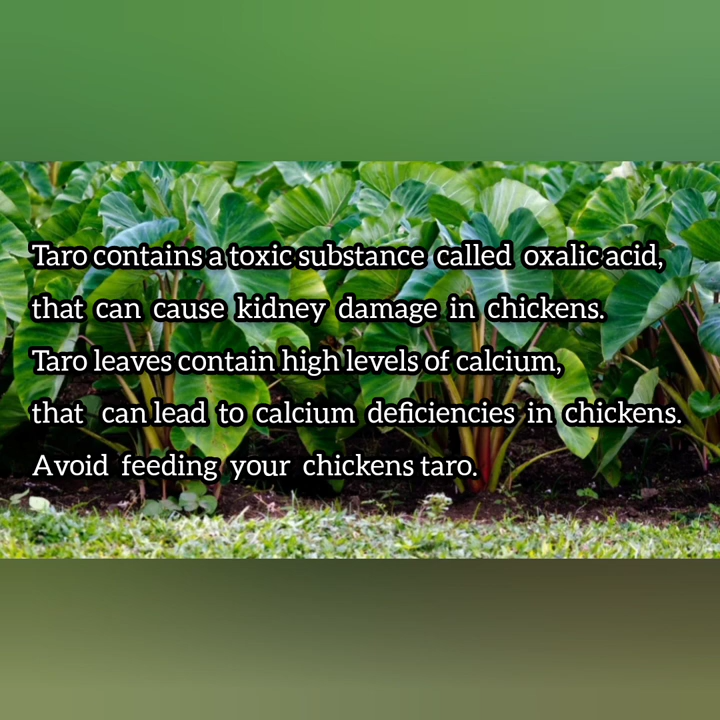 Taro contains a toxic substance called oxalic acid,
that can cause kidney damage in chickens.
Taro leaves contain high levels of calcium,
that can lead to calcium deficiencies in chickens.
Avoid feeding your chickens taro.